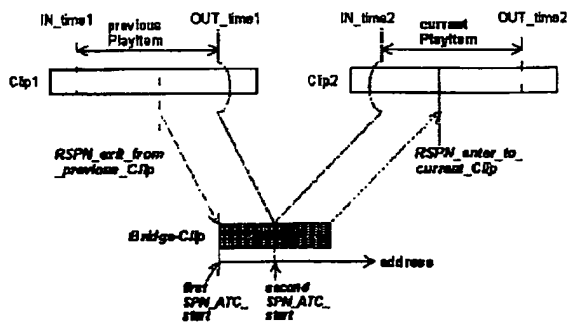 IN_time1
previous
PlayItem
OUT_time1
IN_time2
current
PlayItem
OUT_time2
Clip1
Clip2
RSPN_exit_from
_previous_Clip
RSPN_enter_to_
current_Clip
Bridge-Clip
address
first
SPN_ATC_
start
second
SPN_ATC_
start